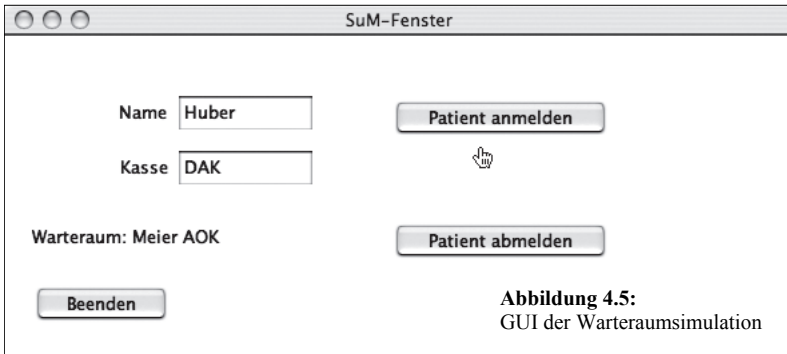 SuM-Fenster
Name Huber
Patient anmelden
Kasse DAK
Warteraum: Meier AOK
Patient abmelden
Beenden
Abbildung 4.5:
GUI der Warteraumsimulation